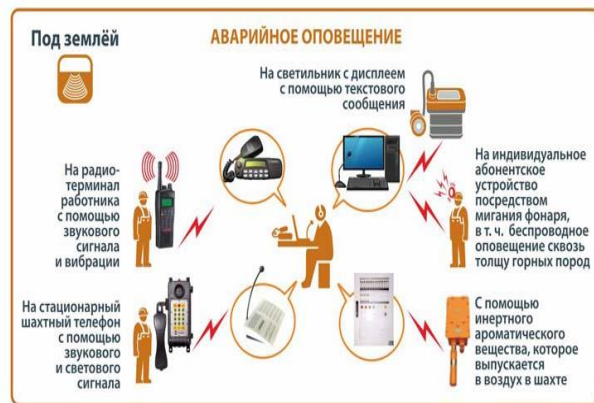 Под землёй
АВАРИЙНОЕ ОПОВЕЩЕНИЕ
На светильник с дисплеем
с помощью текстового
сообщения
На радио-
терминал
работника
с помощью
звукового
сигнала
и вибрации
На индивидуальное
абонентское
устройство
посредством
мигания фонаря,
в т. ч. беспроводное
оповещение сквозь
толщу горных пород
На стационарный
шахтный телефон
с помощью
звукового
и светового
сигнала
С помощью
инертного
ароматического
вещества, которое
выпускается
в воздух в шахте